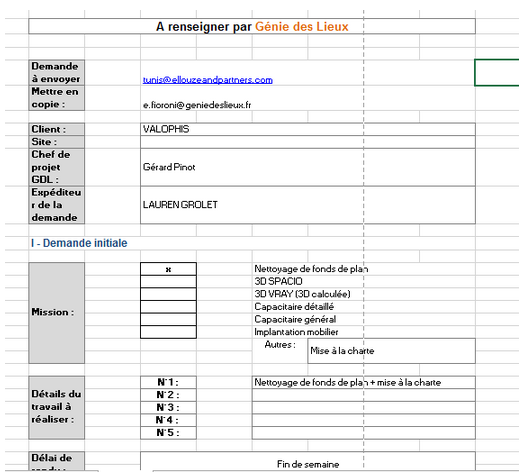 A renseigner par Génie des Lieux
Demande
à envoyer
tunis@ellouzeandpartners.com
Mettre en
copie :
e.fioroni@geniedeslieux.fr
Client :
VALOPHIS
Site :
Chef de
projet
GDL :
Gérard Pinot
Expéditeu
r de la
demande
LAUREN GROLET
I - Demande initiale
Mission :
x
Nettoyage de fonds de plan
3D SPACIO
3D VRAY (3D calculée)
Capacitaire détaillé
Capacitaire général
Implantation mobilier
Autres :
Mise à la charte
Détails du
travail à
réaliser :
N°1 :
Nettoyage de fonds de plan + mise à la charte
N°2 :
N°3 :
N°4 :
N°5 :
Délai de
Fin de semaine